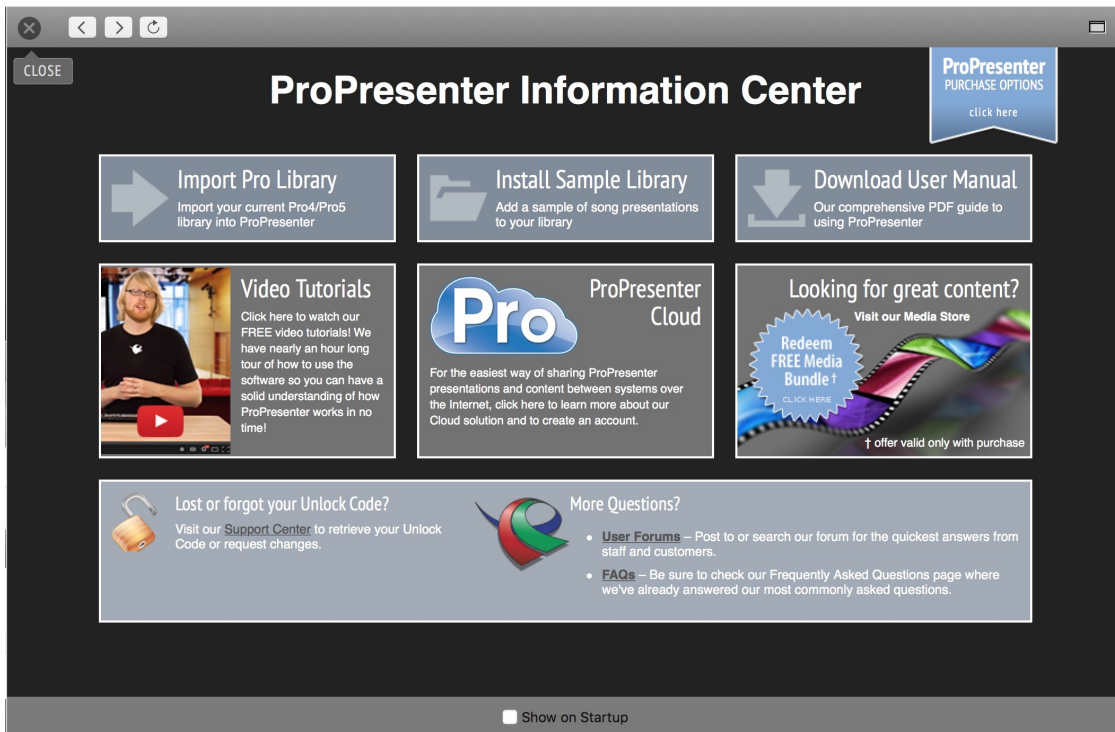 CLOSE
ProPresenter Information Center
ProPresenter
PURCHASE OPTIONS
click here
Import Pro Library
Import your current Pro4/Pro5
library into ProPresenter
Install Sample Library
Add a sample of song presentations
to your library
Download User Manual
Our comprehensive PDF guide to
using ProPresenter
Video Tutorials
Click here to watch our
FREE video tutorials! We
have nearly an hour long
tour of how to use the
software so you can have a
solid understanding of how
ProPresenter works in no
time!
Pro
ProPresenter
Cloud
For the easiest way of sharing ProPresenter
presentations and content between systems over
the Internet, click here to learn more about our
Cloud solution and to create an account.
Looking for great content?
Visit our Media Store
Redeem
FREE Media
Bundle †
CLICK HERE
† offer valid only with purchase
Lost or forgot your Unlock Code?
Visit our Support Center to retrieve your Unlock
Code or request changes.
More Questions?
• User Forums – Post to or search our forum for the quickest answers from
staff and customers.
• FAQs – Be sure to check our Frequently Asked Questions page where
we've already answered our most commonly asked questions.
Show on Startup